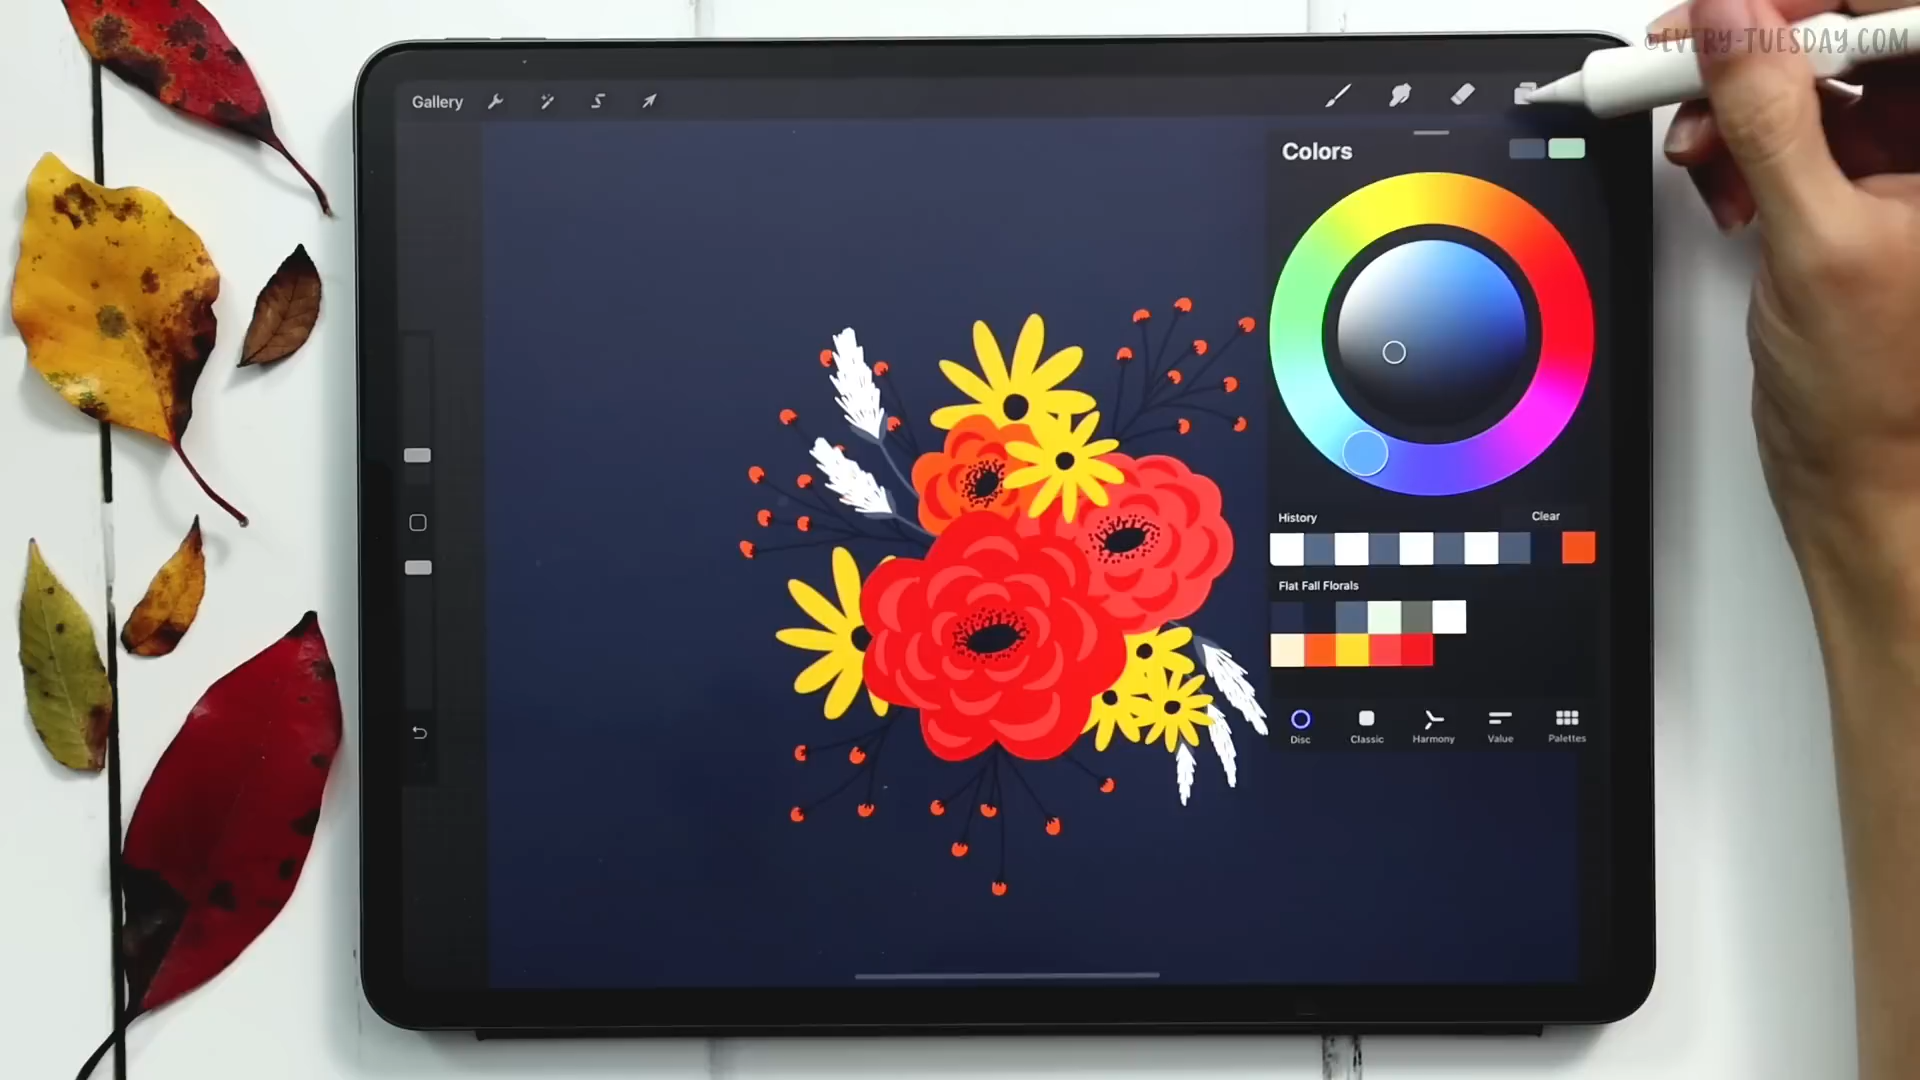 ©EVERY-TUESDAY.COM
Gallery
Colors
History
Clear
Flat Fall Florals
Disc
Classic
Harmony
Value
Palettes